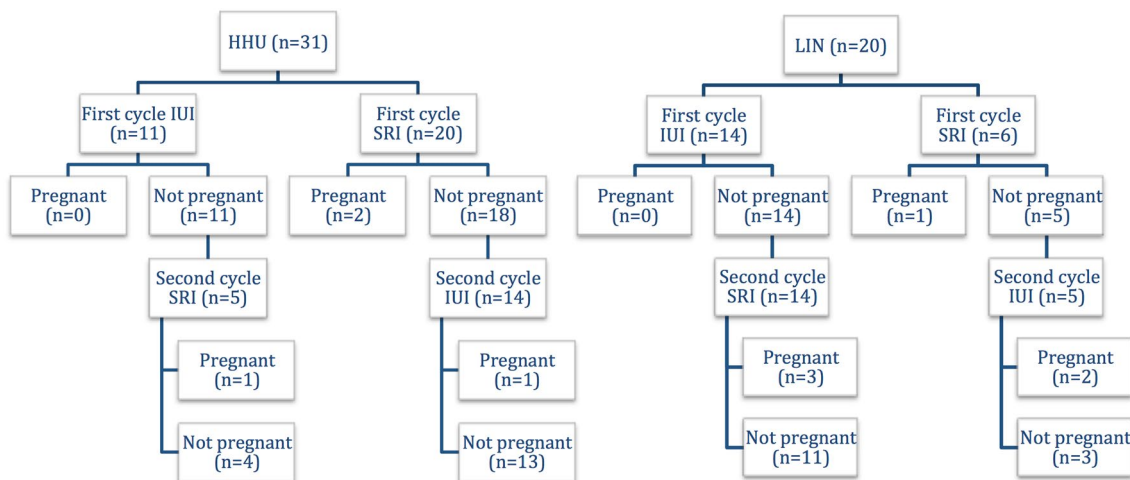 HHU (n=31)
First cycle IUI
(n=11)
First cycle
SRI (n=20)
Pregnant
(n=0)
Not pregnant
(n=11)
Pregnant
(n=2)
Not pregnant
(n=18)
Second cycle
SRI (n=5)
Second cycle
IUI (n=14)
Pregnant
(n=1)
Not pregnant
(n=4)
Pregnant
(n=1)
Not pregnant
(n=13)
LIN (n=20)
First cycle
IUI (n=14)
First cycle
SRI (n=6)
Pregnant
(n=0)
Not pregnant
(n=14)
Pregnant
(n=1)
Not pregnant
(n=5)
Second cycle
SRI (n=14)
Second cycle
IUI (n=5)
Pregnant
(n=3)
Not pregnant
(n=11)
Pregnant
(n=2)
Not pregnant
(n=3)